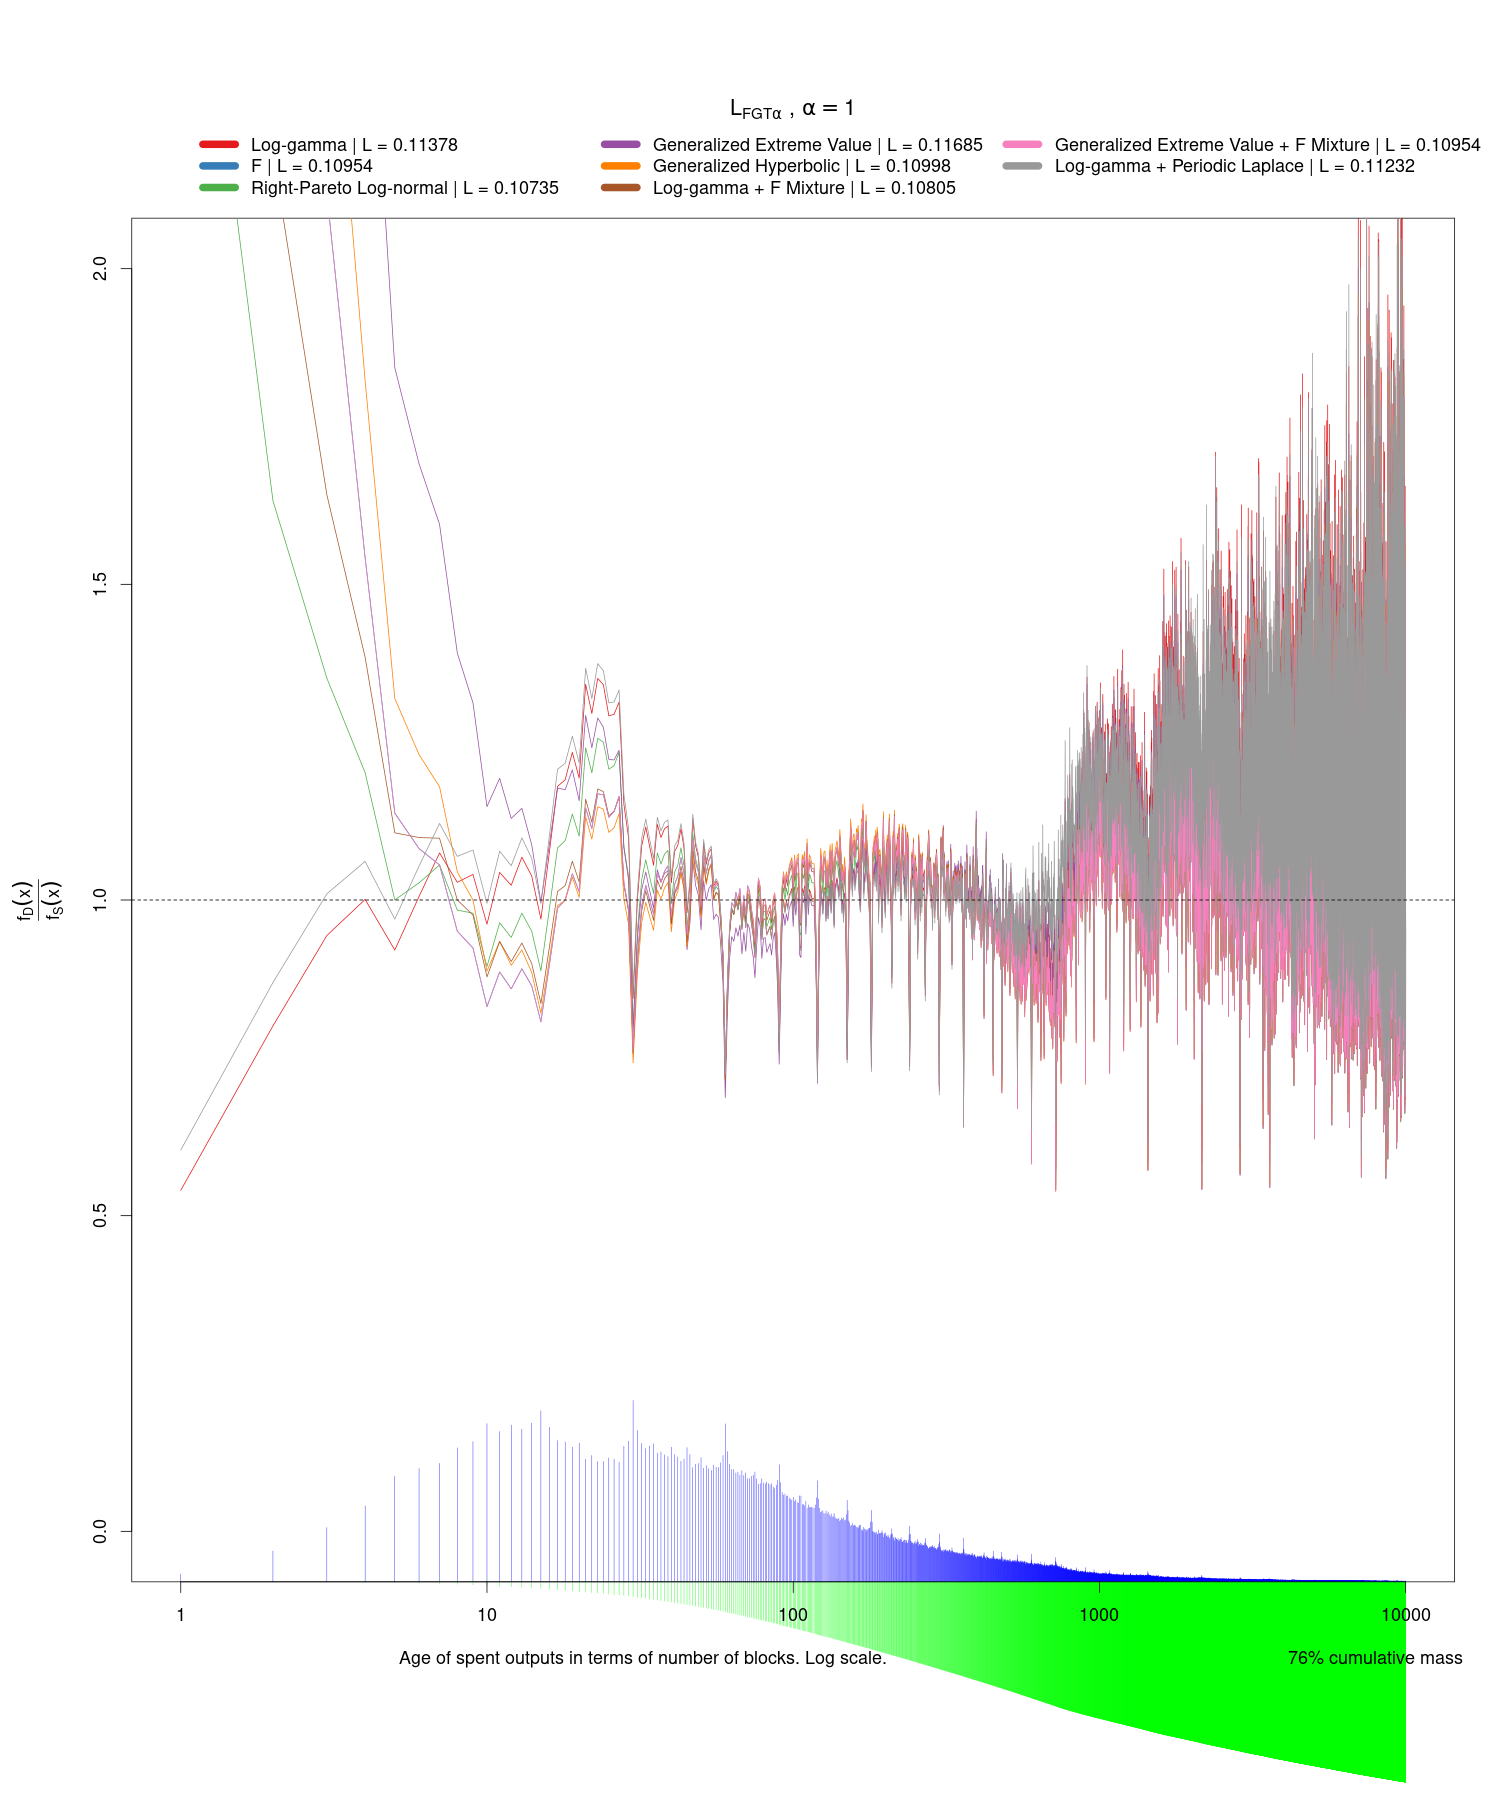 L_FGTα , α = 1
Log-gamma | L = 0.11378
F | L = 0.10954
Right-Pareto Log-normal | L = 0.10735
Generalized Extreme Value | L = 0.11685
Generalized Hyperbolic | L = 0.10998
Log-gamma + F Mixture | L = 0.10805
Generalized Extreme Value + F Mixture | L = 0.10954
Log-gamma + Periodic Laplace | L = 0.11232
f_D(x)
f_S(x)
2.0
1.5
1.0
0.5
0.0
1 10 100 1000 10000
Age of spent outputs in terms of number of blocks. Log scale.
76% cumulative mass